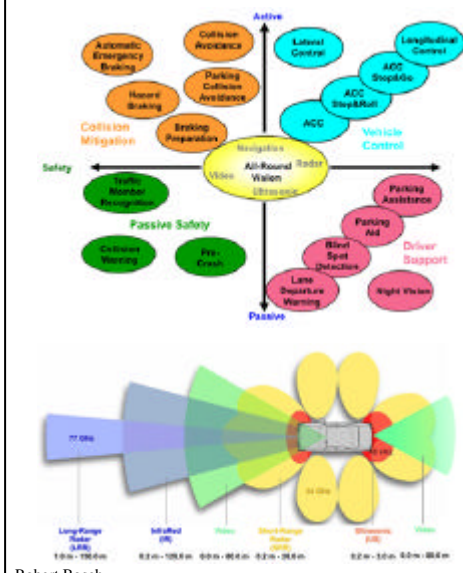 Active
Collision
Avoidance
Automatic
Emergency
Braking
Lateral
Control
Longitudinal
Control
ACC
Stop&Go
Parking
Collision
Avoidance
Hazard
Braking
ACC
Stop&Roll
Collision
Mitigation
Braking
Preparation
ACC
Vehicle
Control
Navigation
Safety
Video
All-Round
Vision
Radar
Ultrasonic
Traffic
Member
Recognition
Parking
Assistance
Passive Safety
Parking
Aid
Collision
Warning
Pre-
Crash
Blind
Spot
Detection
Driver
Support
Lane
Departure
Warning
Night Vision
Passive
77 GHz
24 GHz
Long-Range
Radar
(LRR)
InfraRed
(IR)
Video
Short-Range
Radar
(SRR)
Ultrasonic
(US)
Video
Robert Bosch